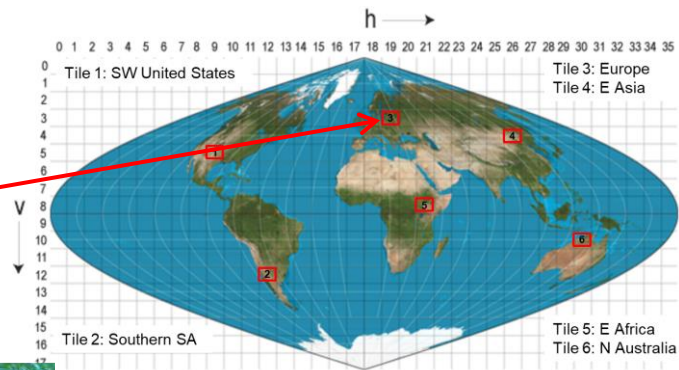 h
0 1 2 3 4 5 6 7 8 9 10 11 12 13 14 15 16 17 18 19 20 21 22 23 24 25 26 27 28 29 30 31 32 33 34 35
Tile 1: SW United States
Tile 3: Europe
Tile 4: E Asia
v
0
1
2
3
4
5
6
7
8
9
10
11
12
13
14
15
16
17
3
4
1
5
6
2
Tile 2: Southern SA
Tile 5: E Africa
Tile 6: N Australia